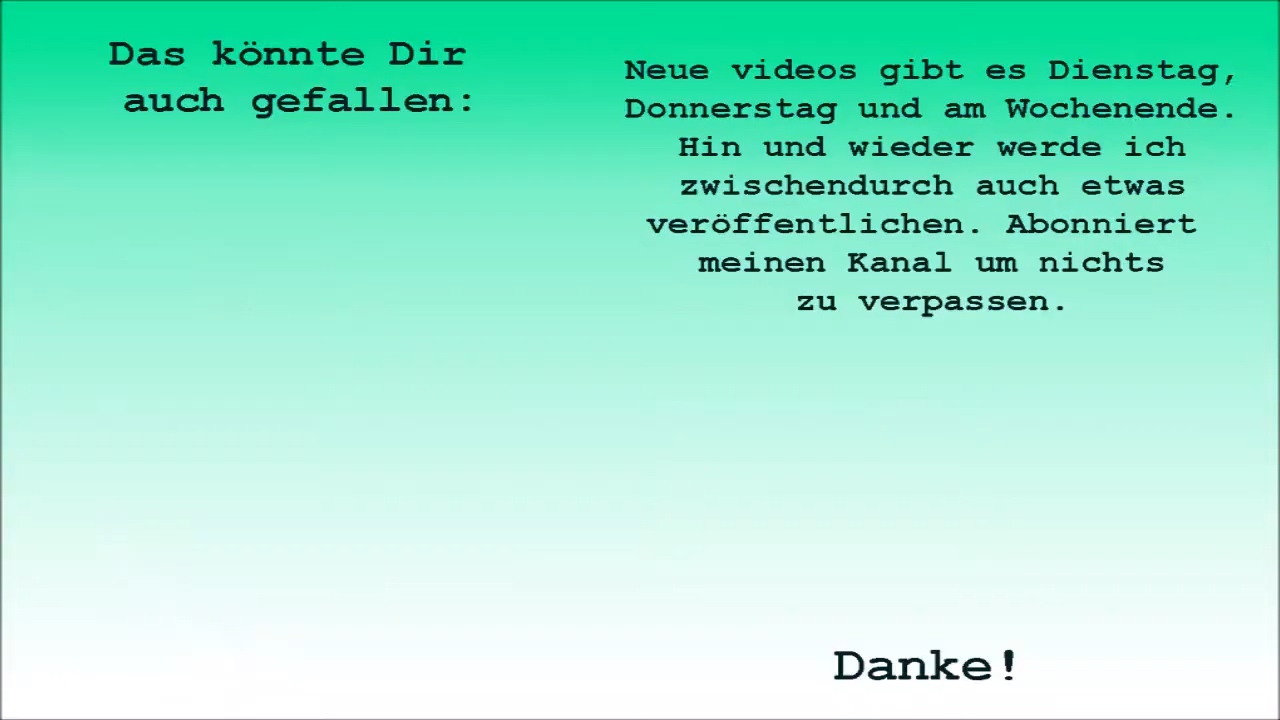 Das könnte Dir
auch gefallen:
Neue videos gibt es Dienstag,
Donnerstag und am Wochenende.
Hin und wieder werde ich
zwischendurch auch etwas
veröffentlichen. Abonniert
meinen Kanal um nichts
zu verpassen.
Danke!